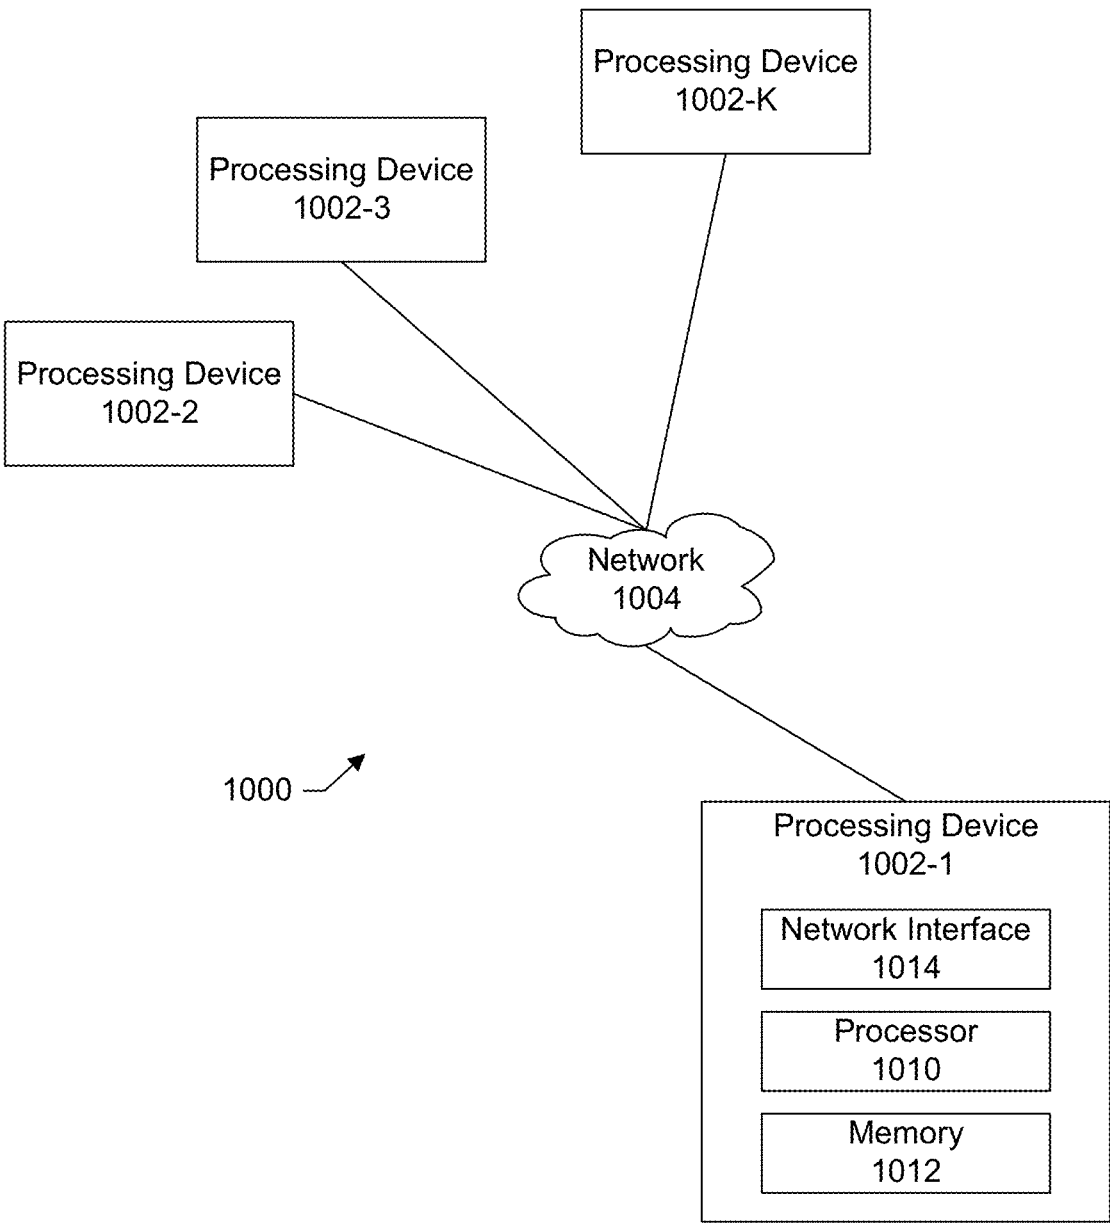 Processing Device
1002-K
Processing Device
1002-3
Processing Device
1002-2
Network
1004
1000
Processing Device
1002-1
Network Interface
1014
Processor
1010
Memory
1012